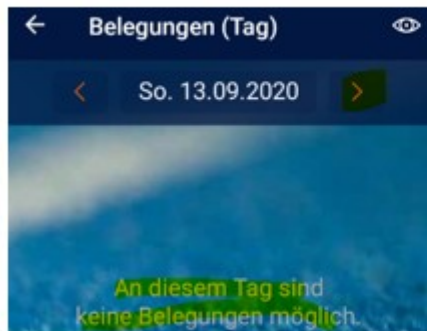 Belegungen (Tag)
So. 13.09.2020
An diesem Tag sind
keine Belegungen möglich.